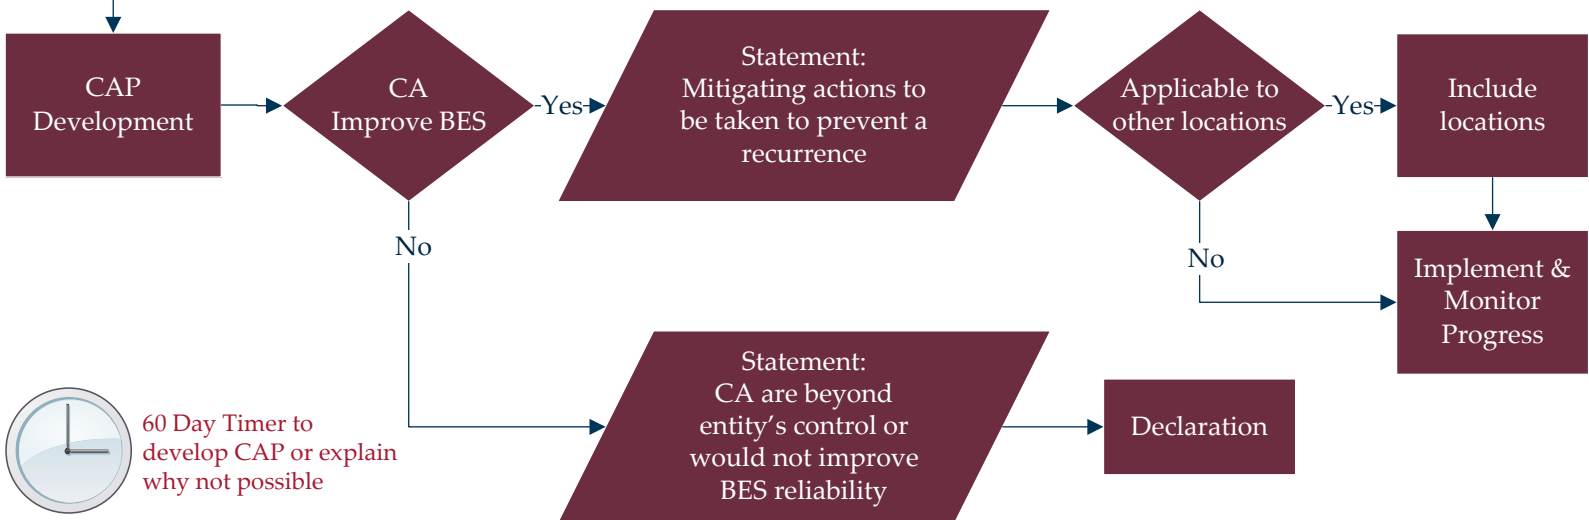 CAP
Development
CA
Improve BES
Yes
Statement:
Mitigating actions to
be taken to prevent a
recurrence
Applicable to
other locations
Yes
Include
locations
No
No
Implement &
Monitor
Progress
Statement:
CA are beyond
entity’s control or
would not improve
BES reliability
Declaration
60 Day Timer to
develop CAP or explain
why not possible